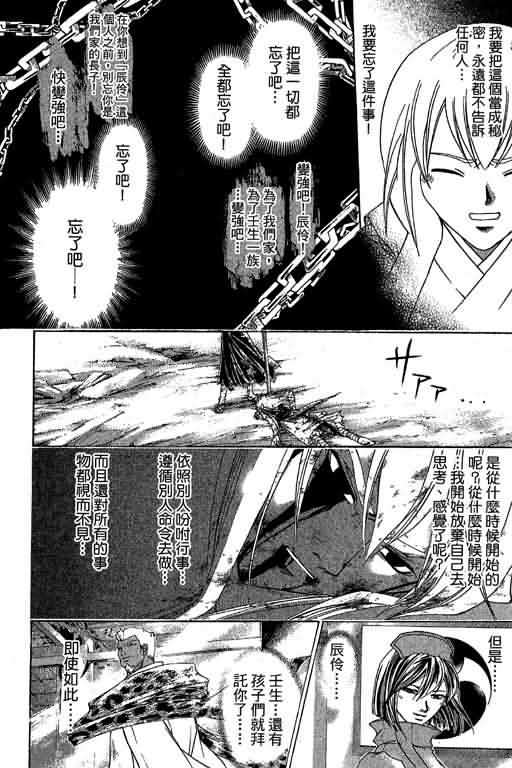 我要把這個當成秘
密，永遠都不告訴
任何人…
我要忘了這件事！
把這一切都
忘了吧…
全都忘了吧！
變強吧！辰伶！
為了我們家，
為了壬生一族
…變強吧…
在你想到「辰伶」這
個人之前，別忘你是
我們家的長子！
快變強吧…
忘了吧！
忘了吧——！
サァァ…
是從什麼時候開始的
呢？從什麼時候開始
…我開始放棄自己去
思考、感覺了呢？
依照別人吩咐行事…
遵循別人命令去做…
而且還對所有的事
物都視而不見…
但是…
辰伶…
壬生…還有
孩子們就拜
託你了……
即使如此…